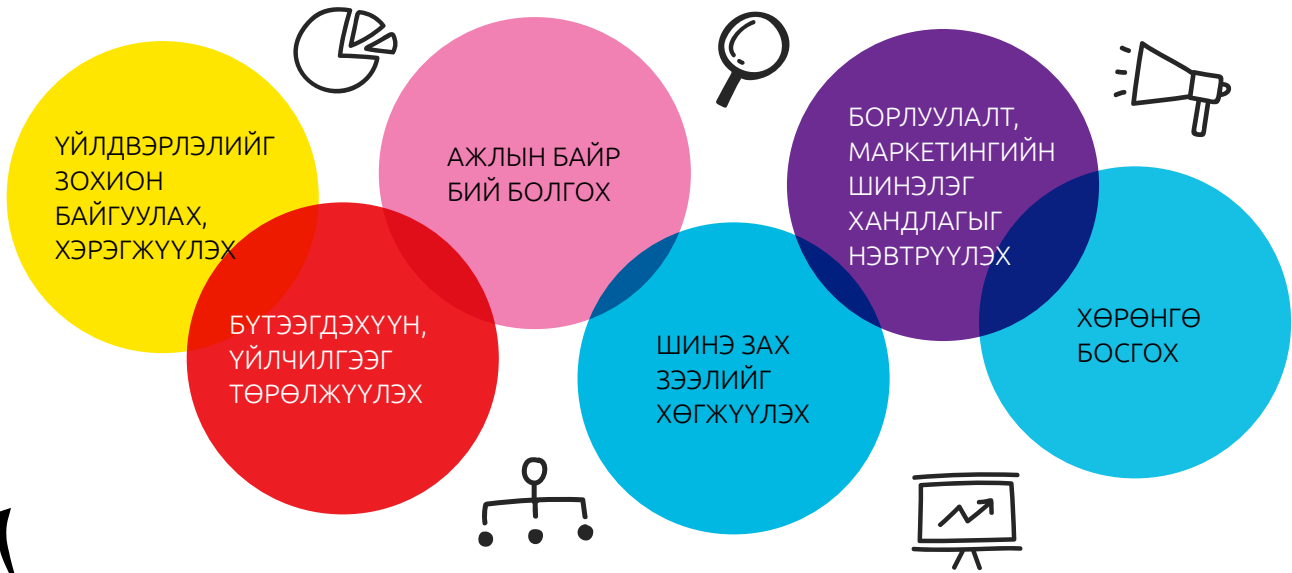 ҮЙЛДВЭРЛЭЛИЙГ
ЗОХИОН
БАЙГУУЛАХ,
ХЭРЭГЖҮҮЛЭХ
БҮТЭЭГДЭХҮҮН,
ҮЙЛЧИЛГЭЭГ
ТӨРӨЛЖҮҮЛЭХ
АЖЛЫН БАЙР
БИЙ БОЛГОХ
ШИНЭ ЗАХ
ЗЭЭЛИЙГ
ХӨГЖҮҮЛЭХ
БОРЛУУЛАЛТ,
МАРКЕТИНГИЙН
ШИНЭЛЭГ
ХАНДЛАГЫГ
НЭВТРҮҮЛЭХ
ХӨРӨНГӨ
БОСГОХ